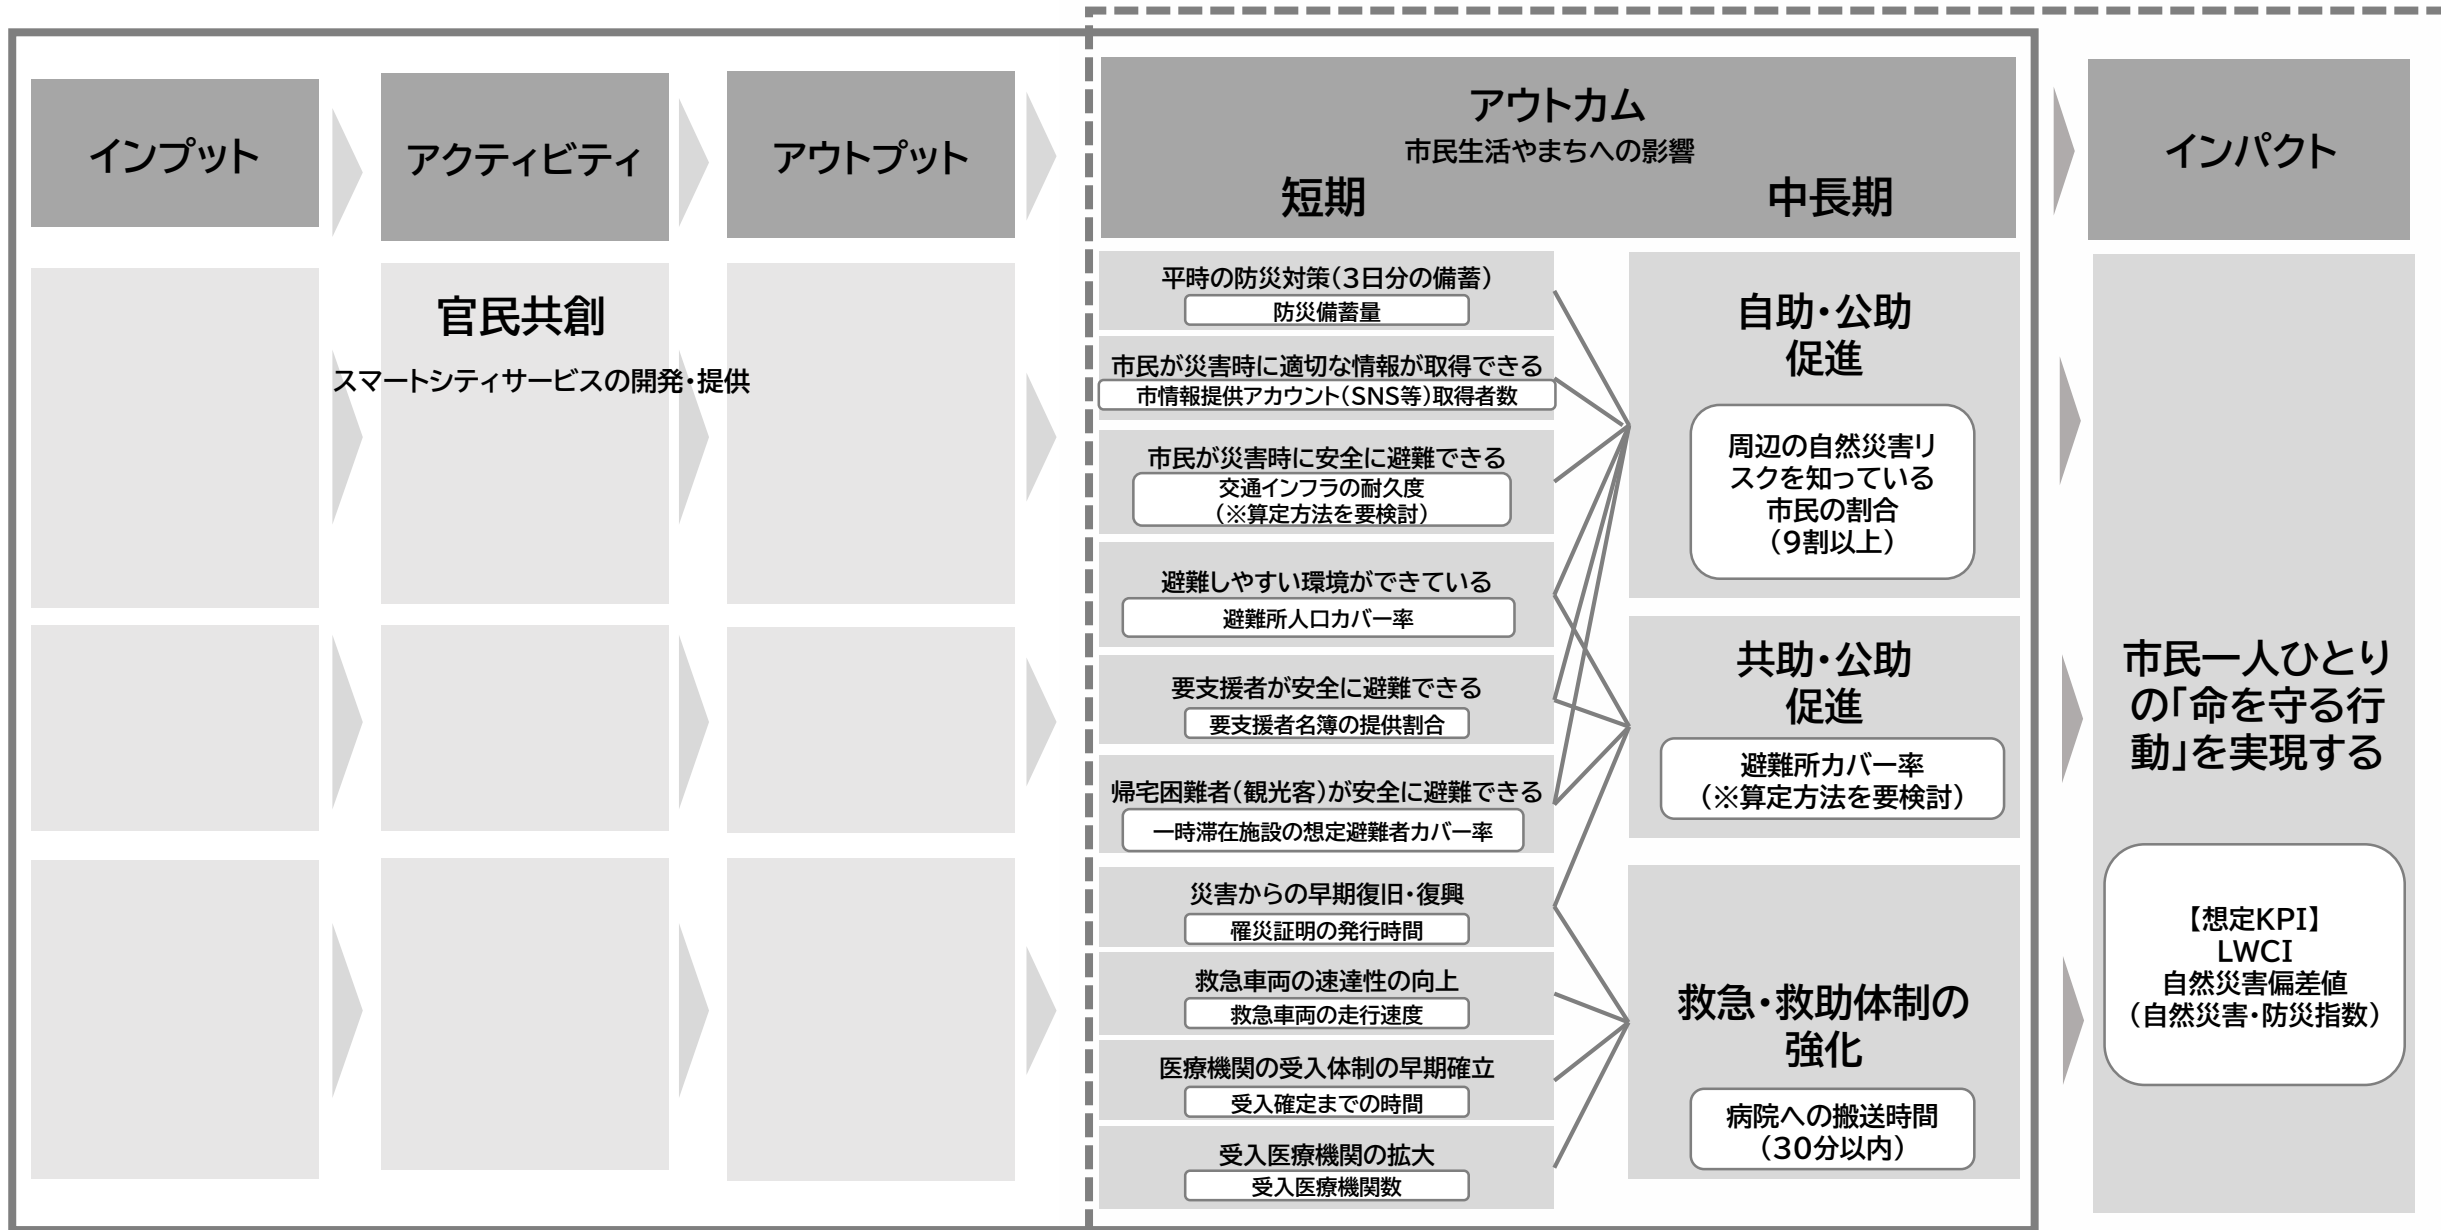 インプット
アクティビティ
アウトプット
アウトカム
市民生活やまちへの影響
短期
中長期
インパクト
官民共創
スマートシティサービスの開発・提供
平時の防災対策(3日分の備蓄)
防災備蓄量
市民が災害時に適切な情報が取得できる
市情報提供アカウント(SNS等)取得者数
市民が災害時に安全に避難できる
交通インフラの耐久度
(※算定方法を要検討)
避難しやすい環境ができている
避難所人口カバー率
要支援者が安全に避難できる
要支援者名簿の提供割合
帰宅困難者(観光客)が安全に避難できる
一時滞在施設の想定避難者カバー率
災害からの早期復旧・復興
罹災証明の発行時間
救急車両の速達性の向上
救急車両の走行速度
医療機関の受入体制の早期確立
受入確定までの時間
受入医療機関の拡大
受入医療機関数
自助・公助
促進
周辺の自然災害リ
スクを知っている
市民の割合
(9割以上)
共助・公助
促進
避難所カバー率
(※算定方法を要検討)
救急・救助体制の
強化
病院への搬送時間
(30分以内)
市民一人ひとり
の「命を守る行
動」を実現する
【想定KPI】
LWCI
自然災害偏差値
(自然災害・防災指数)